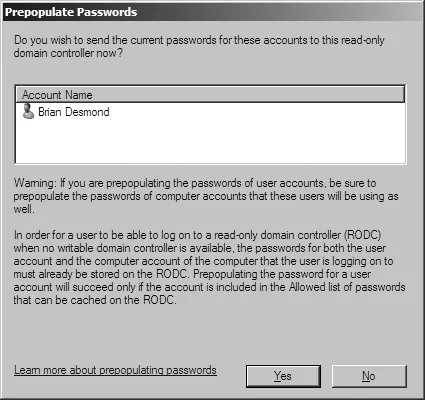 Prepopulate Passwords
Do you wish to send the current passwords for these accounts to this read-only
domain controller now?
Account Name
Brian Desmond
Warning: If you are prepopulating the passwords of user accounts, be sure to
prepopulate the passwords of computer accounts that these users will be using as
well.
In order for a user to be able to log on to a read-only domain controller (RODC)
when no writable domain controller is available, the passwords for both the user
account and the computer account of the computer that the user is logging on to
must already be stored on the RODC. Prepopulating the password for a user
account will succeed only if the account is included in the Allowed list of passwords
that can be cached on the RODC.
Learn more about prepopulating passwords
Yes
No